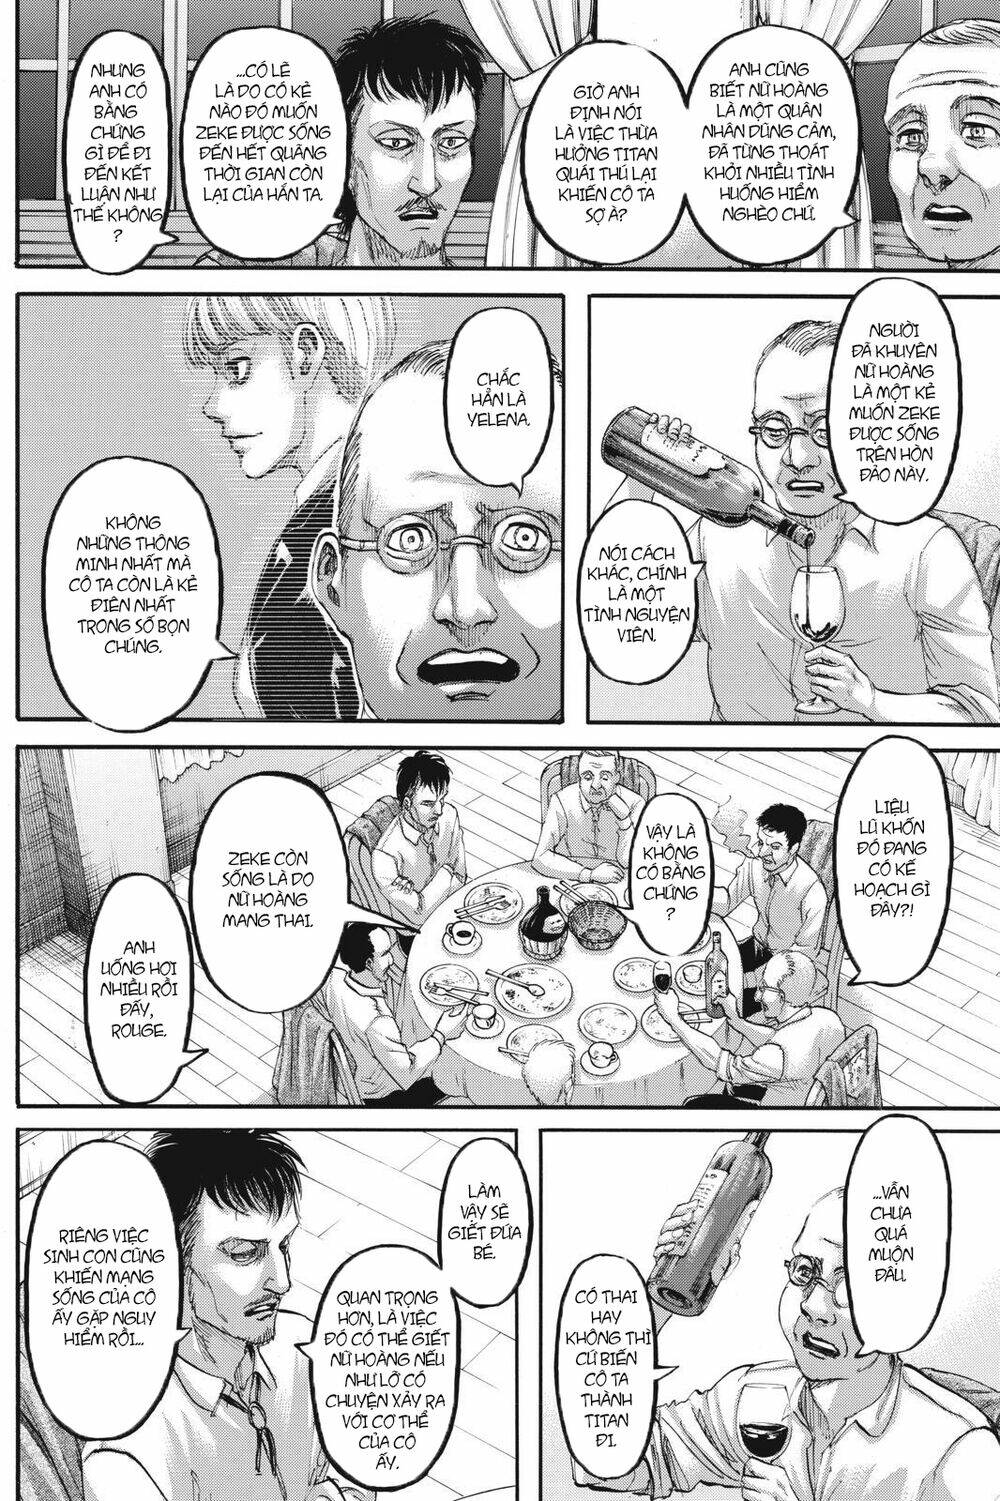 ANH CŨNG
BIẾT NỮ HOÀNG
LÀ MỘT QUÂN
NHÂN DŨNG CẢM,
ĐÃ TỪNG THOÁT
KHỎI NHIỀU TÌNH
HUỐNG HIỂM
NGHÈO CHỨ.
GIỜ ANH
ĐỊNH NÓI
LÀ VIỆC THỪA
HƯỞNG TITAN
QUÁI THÚ LẠI
KHIẾN CÔ TA
SỢ À?
...CÓ LẼ
LÀ DO CÓ KẺ
NÀO ĐÓ MUỐN
ZEKE ĐƯỢC SỐNG
ĐẾN HẾT QUÃNG
THỜI GIAN CÒN
LẠI CỦA HẮN TA.
NHƯNG
ANH CÓ
BẰNG
CHỨNG
GÌ ĐỂ ĐI
ĐẾN KẾT
LUẬN NHƯ
THẾ KHÔNG
?
NGƯỜI
ĐÃ KHUYÊN
NỮ HOÀNG
LÀ MỘT KẺ
MUỐN ZEKE
ĐƯỢC SỐNG
TRÊN HÒN
ĐẢO NÀY.
NÓI CÁCH
KHÁC, CHÍNH
LÀ MỘT
TÌNH NGUYỆN
VIÊN.
CHẮC
HẲN LÀ
YELENA.
KHÔNG
NHỮNG THÔNG
MINH NHẤT MÀ
CÔ TA CÒN LÀ KẺ
ĐIÊN NHẤT
TRONG SỐ BỌN
CHÚNG.
LIỆU
LŨ KHỐN
ĐÓ ĐANG
CÓ KẾ
HOẠCH GÌ
ĐÂY?!
VẬY LÀ
KHÔNG
CÓ BẰNG
CHỨNG
?
ZEKE CÒN
SỐNG LÀ DO
NỮ HOÀNG
MANG THAI.
ANH
UỐNG HƠI
NHIỀU RỒI
ĐẤY,
ROUGE.
...VẪN
CHƯA
QUÁ
MUỘN
ĐÂU.
CÓ THAI
HAY
KHÔNG THÌ
CỨ BIẾN
CÔ TA
THÀNH
TITAN
ĐI.
LÀM
VẬY SẼ
GIẾT ĐỨA
BÉ.
QUAN TRỌNG
HƠN, LÀ VIỆC
ĐÓ CÓ THỂ GIẾT
NỮ HOÀNG NẾU
NHƯ LỠ CÓ
CHUYỆN XẢY RA
VỚI CƠ THỂ
CỦA CÔ
ẤY.
RIÊNG VIỆC
SINH CON CŨNG
KHIẾN MẠNG
SỐNG CỦA CÔ
ẤY GẶP NGUY
HIỂM RỒI...